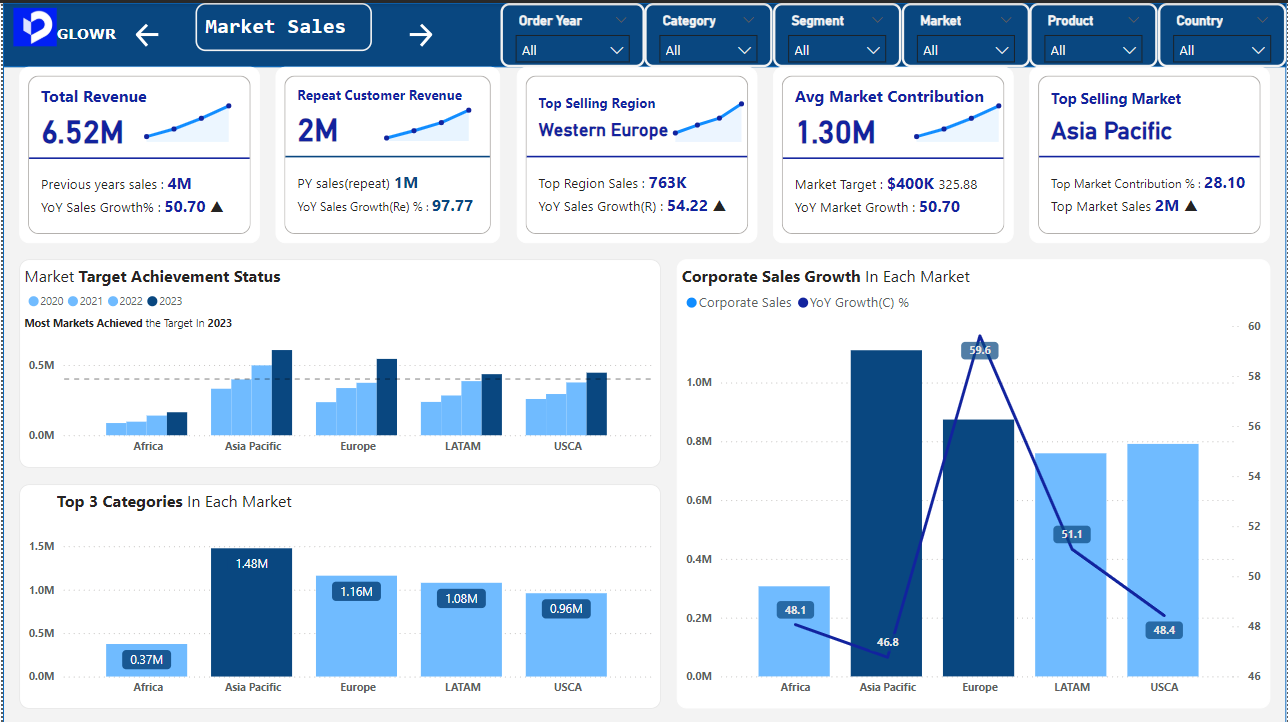 GLOWR
Market Sales
Order Year
All
Category
All
Segment
All
Market
All
Product
All
Country
All
Total Revenue
6.52M
Previous years sales : 4M
YoY Sales Growth% : 50.70
Repeat Customer Revenue
2M
PY sales(repeat) 1M
YoY Sales Growth(Re) % : 97.77
Top Selling Region
Western Europe
Top Region Sales : 763K
YoY Sales Growth(R) : 54.22
Avg Market Contribution
1.30M
Market Target : $400K 325.88
YoY Market Growth : 50.70
Top Selling Market
Asia Pacific
Top Market Contribution % : 28.10
Top Market Sales 2M
Market Target Achievement Status
2020 2021 2022 2023
Most Markets Achieved the Target In 2023
0.5M
0.0M
Africa Asia Pacific Europe LATAM USCA
Top 3 Categories In Each Market
1.5M
1.0M
0.5M
0.0M
1.48M
1.16M
1.08M
0.96M
0.37M
Africa Asia Pacific Europe LATAM USCA
Corporate Sales Growth In Each Market
Corporate Sales YoY Growth(C) %
1.0M
0.8M
0.6M
0.4M
0.2M
0.0M
59.6
51.1
48.1
46.8
48.4
60
58
56
54
52
50
48
46
Africa Asia Pacific Europe LATAM USCA